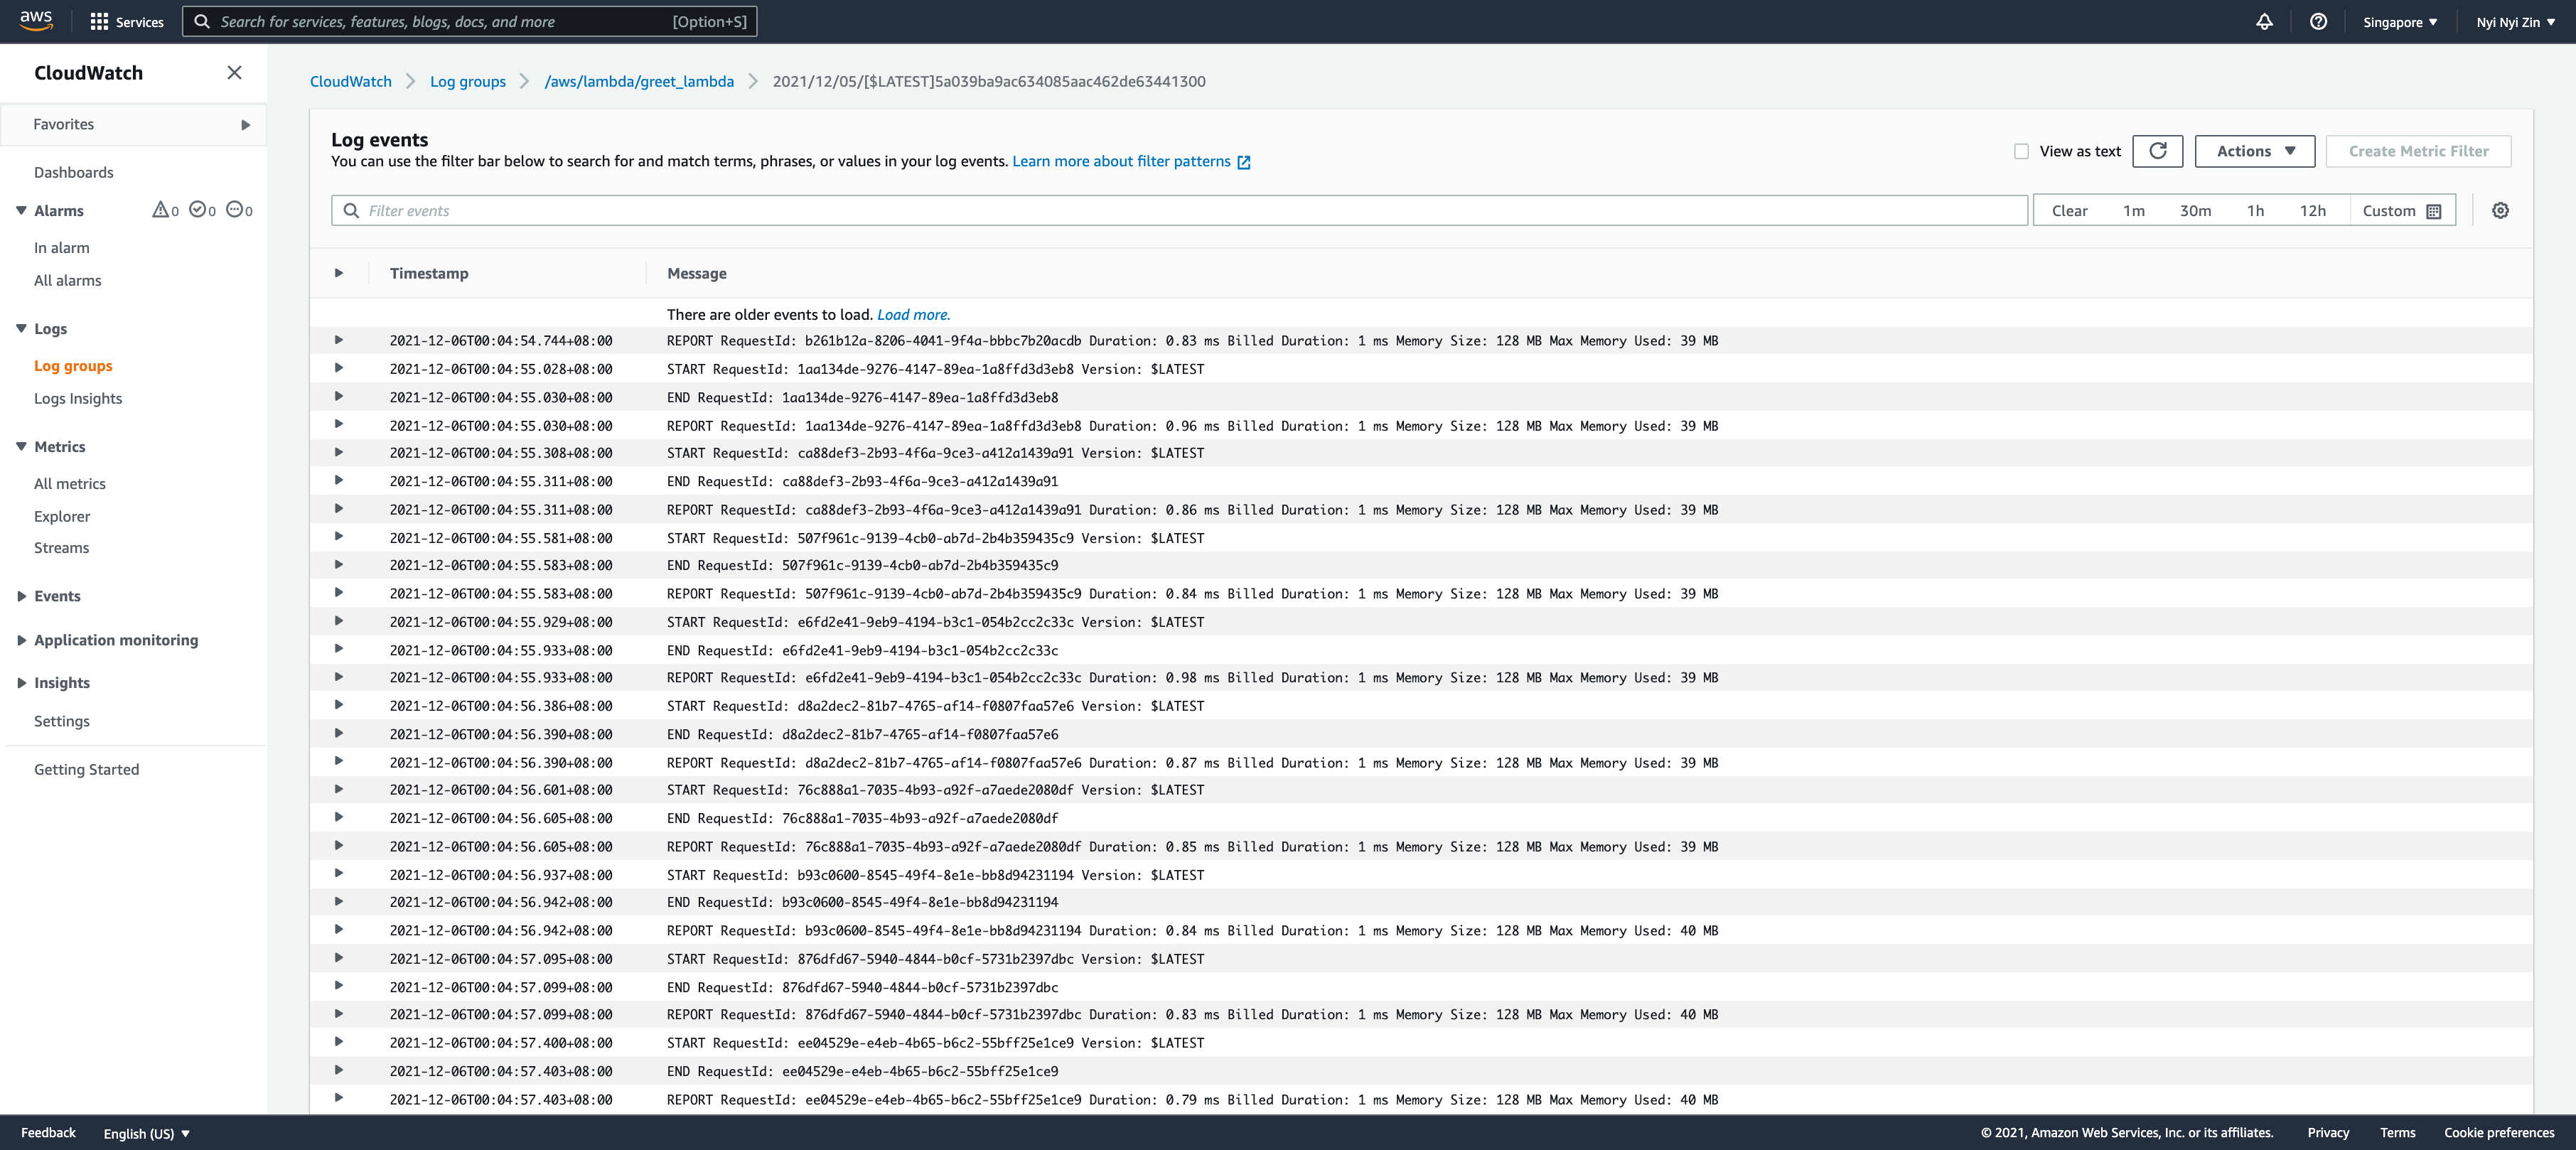 aws Services Search for services, features, blogs, docs, and more [Option+S] Singapore Nyi Nyi Zin
CloudWatch
Favorites
Dashboards
Alarms 0 0 0
In alarm
All alarms
Logs
Log groups
Logs Insights
Metrics
All metrics
Explorer
Streams
Events
Application monitoring
Insights
Settings
Getting Started
CloudWatch Log groups /aws/lambda/greet_lambda 2021/12/05/[$LATEST]5a039ba9ac634085aac462de63441300
Log events
You can use the filter bar below to search for and match terms, phrases, or values in your log events. Learn more about filter patterns
View as text Actions Create Metric Filter
Filter events Clear 1m 30m 1h 12h Custom
Timestamp Message
There are older events to load. Load more.
2021-12-06T00:04:54.744+08:00 REPORT RequestId: b261b12a-8206-4041-9f4a-bbbc7b20acdb Duration: 0.83 ms Billed Duration: 1 ms Memory Size: 128 MB Max Memory Used: 39 MB
2021-12-06T00:04:55.028+08:00 START RequestId: 1aa134de-9276-4147-89ea-1a8ffd3d3eb8 Version: $LATEST
2021-12-06T00:04:55.030+08:00 END RequestId: 1aa134de-9276-4147-89ea-1a8ffd3d3eb8
2021-12-06T00:04:55.030+08:00 REPORT RequestId: 1aa134de-9276-4147-89ea-1a8ffd3d3eb8 Duration: 0.96 ms Billed Duration: 1 ms Memory Size: 128 MB Max Memory Used: 39 MB
2021-12-06T00:04:55.308+08:00 START RequestId: ca88def3-2b93-4f6a-9ce3-a412a1439a91 Version: $LATEST
2021-12-06T00:04:55.311+08:00 END RequestId: ca88def3-2b93-4f6a-9ce3-a412a1439a91
2021-12-06T00:04:55.311+08:00 REPORT RequestId: ca88def3-2b93-4f6a-9ce3-a412a1439a91 Duration: 0.86 ms Billed Duration: 1 ms Memory Size: 128 MB Max Memory Used: 39 MB
2021-12-06T00:04:55.581+08:00 START RequestId: 507f961c-9139-4cb0-ab7d-2b4b359435c9 Version: $LATEST
2021-12-06T00:04:55.583+08:00 END RequestId: 507f961c-9139-4cb0-ab7d-2b4b359435c9
2021-12-06T00:04:55.583+08:00 REPORT RequestId: 507f961c-9139-4cb0-ab7d-2b4b359435c9 Duration: 0.84 ms Billed Duration: 1 ms Memory Size: 128 MB Max Memory Used: 39 MB
2021-12-06T00:04:55.929+08:00 START RequestId: e6fd2e41-9eb9-4194-b3c1-054b2cc2c33c Version: $LATEST
2021-12-06T00:04:55.933+08:00 END RequestId: e6fd2e41-9eb9-4194-b3c1-054b2cc2c33c
2021-12-06T00:04:55.933+08:00 REPORT RequestId: e6fd2e41-9eb9-4194-b3c1-054b2cc2c33c Duration: 0.98 ms Billed Duration: 1 ms Memory Size: 128 MB Max Memory Used: 39 MB
2021-12-06T00:04:56.386+08:00 START RequestId: d8a2dec2-81b7-4765-af14-f0807faa57e6 Version: $LATEST
2021-12-06T00:04:56.390+08:00 END RequestId: d8a2dec2-81b7-4765-af14-f0807faa57e6
2021-12-06T00:04:56.390+08:00 REPORT RequestId: d8a2dec2-81b7-4765-af14-f0807faa57e6 Duration: 0.87 ms Billed Duration: 1 ms Memory Size: 128 MB Max Memory Used: 39 MB
2021-12-06T00:04:56.601+08:00 START RequestId: 76c888a1-7035-4b93-a92f-a7aede2080df Version: $LATEST
2021-12-06T00:04:56.605+08:00 END RequestId: 76c888a1-7035-4b93-a92f-a7aede2080df
2021-12-06T00:04:56.605+08:00 REPORT RequestId: 76c888a1-7035-4b93-a92f-a7aede2080df Duration: 0.85 ms Billed Duration: 1 ms Memory Size: 128 MB Max Memory Used: 39 MB
2021-12-06T00:04:56.937+08:00 START RequestId: b93c0600-8545-49f4-8e1e-bb8d94231194 Version: $LATEST
2021-12-06T00:04:56.942+08:00 END RequestId: b93c0600-8545-49f4-8e1e-bb8d94231194
2021-12-06T00:04:56.942+08:00 REPORT RequestId: b93c0600-8545-49f4-8e1e-bb8d94231194 Duration: 0.84 ms Billed Duration: 1 ms Memory Size: 128 MB Max Memory Used: 40 MB
2021-12-06T00:04:57.095+08:00 START RequestId: 876dfd67-5940-4844-b0cf-5731b2397dbc Version: $LATEST
2021-12-06T00:04:57.099+08:00 END RequestId: 876dfd67-5940-4844-b0cf-5731b2397dbc
2021-12-06T00:04:57.099+08:00 REPORT RequestId: 876dfd67-5940-4844-b0cf-5731b2397dbc Duration: 0.83 ms Billed Duration: 1 ms Memory Size: 128 MB Max Memory Used: 40 MB
2021-12-06T00:04:57.400+08:00 START RequestId: ee04529e-e4eb-4b65-b6c2-55bff25e1ce9 Version: $LATEST
2021-12-06T00:04:57.403+08:00 END RequestId: ee04529e-e4eb-4b65-b6c2-55bff25e1ce9
2021-12-06T00:04:57.403+08:00 REPORT RequestId: ee04529e-e4eb-4b65-b6c2-55bff25e1ce9 Duration: 0.79 ms Billed Duration: 1 ms Memory Size: 128 MB Max Memory Used: 40 MB
Feedback English (US) © 2021, Amazon Web Services, Inc. or its affiliates. Privacy Terms Cookie preferences